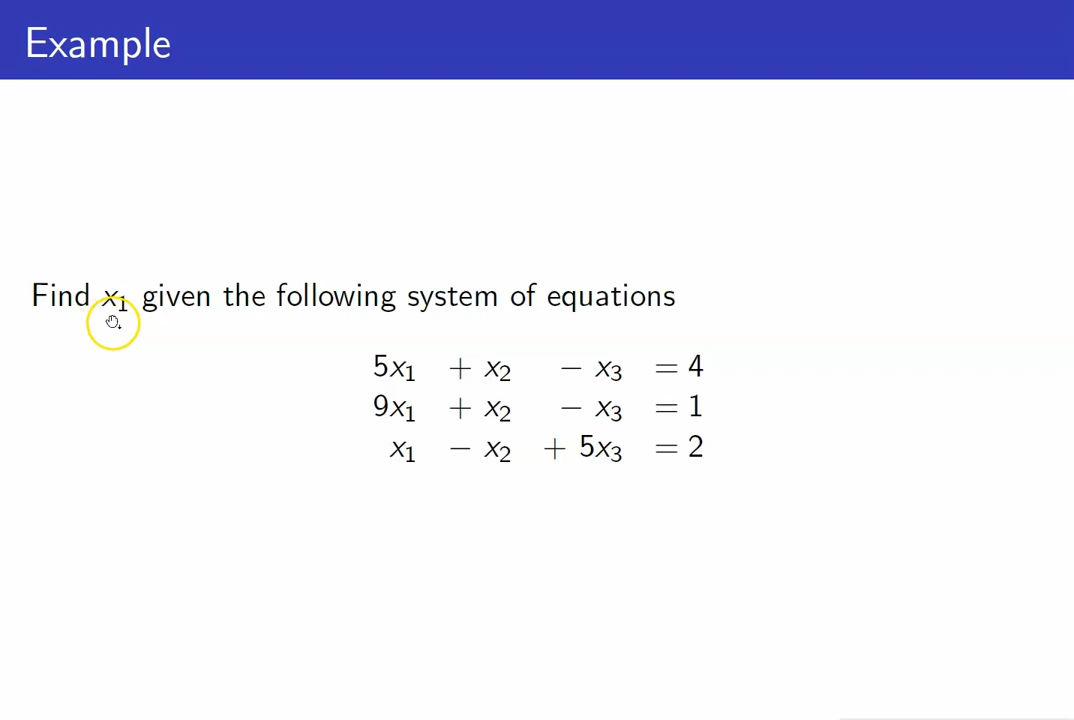 Example
Find x₁ given the following system of equations
5x₁ + x₂ − x₃ = 4
9x₁ + x₂ − x₃ = 1
x₁ − x₂ + 5x₃ = 2